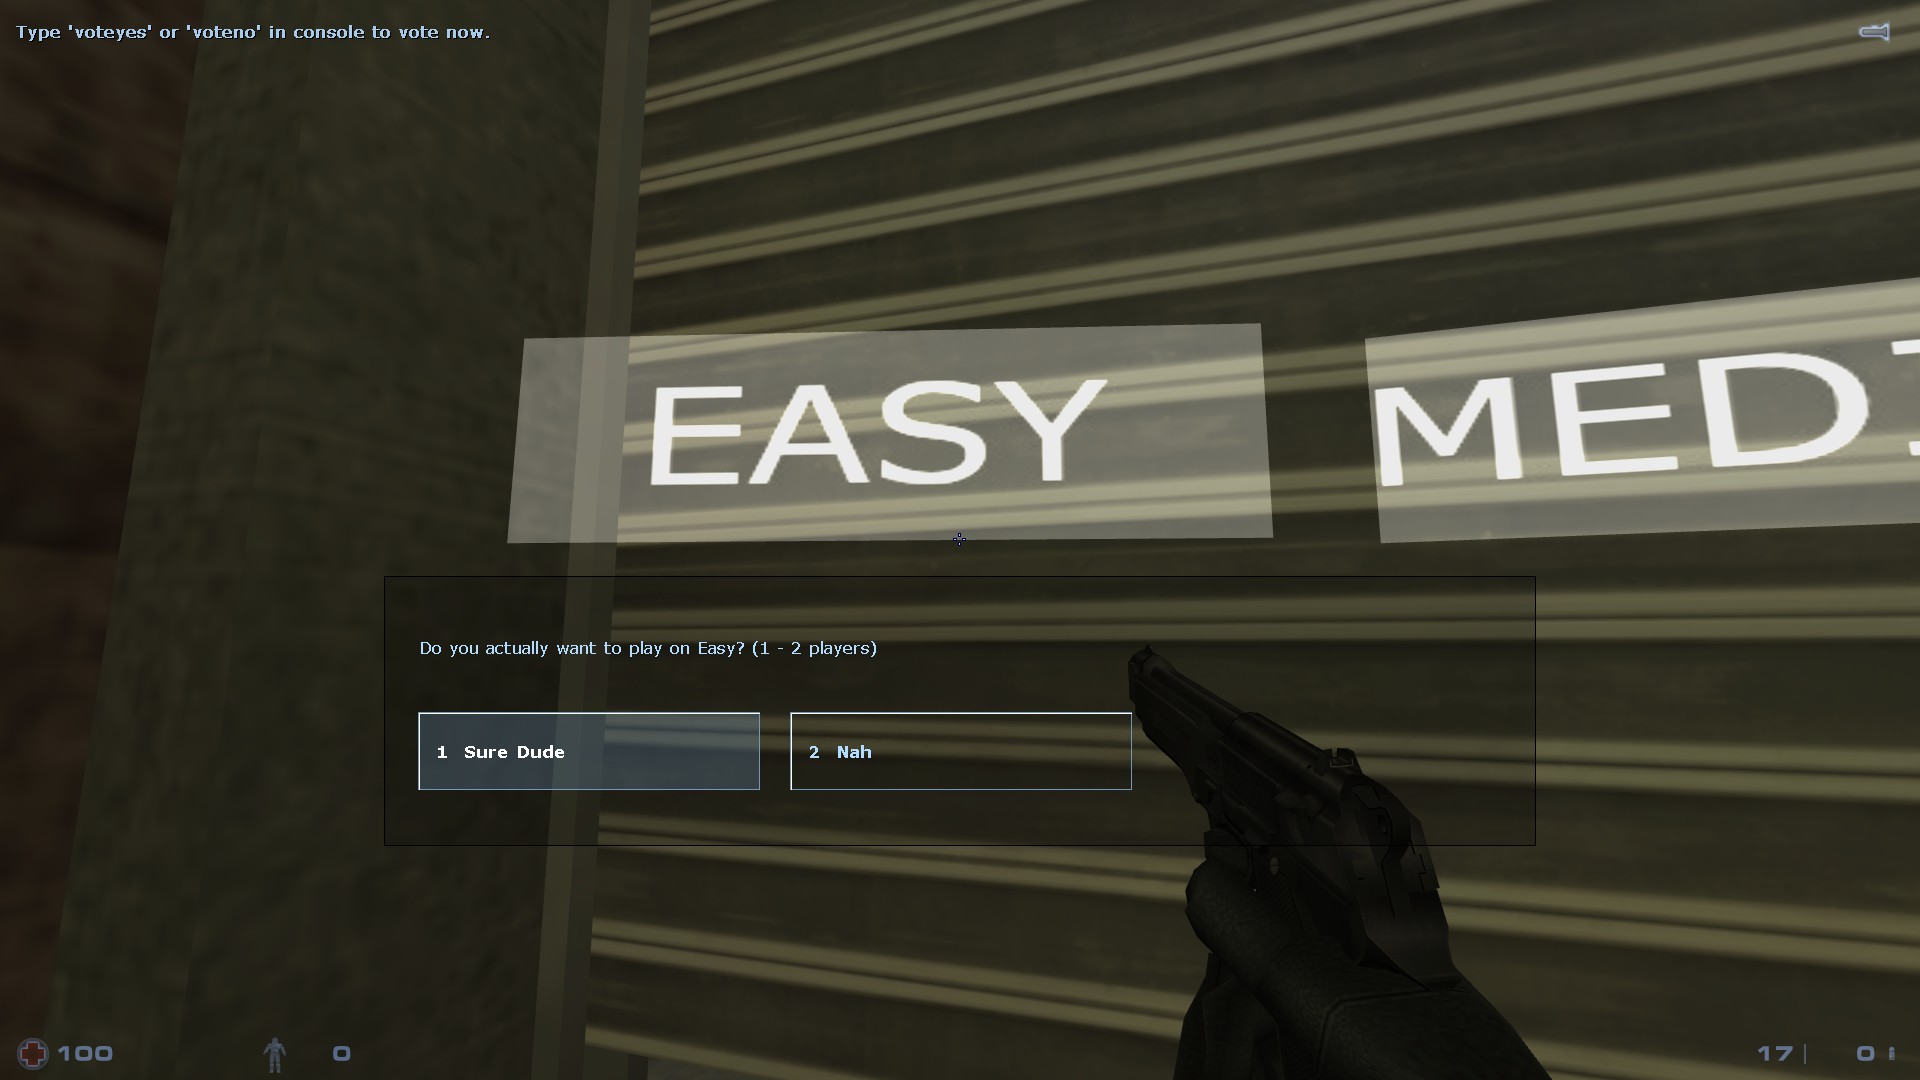 Type 'voteyes' or 'voteno' in console to vote now.
EASY
Do you actually want to play on Easy? (1 - 2 players)
1 Sure Dude
2 Nah
100
0
17 | 0